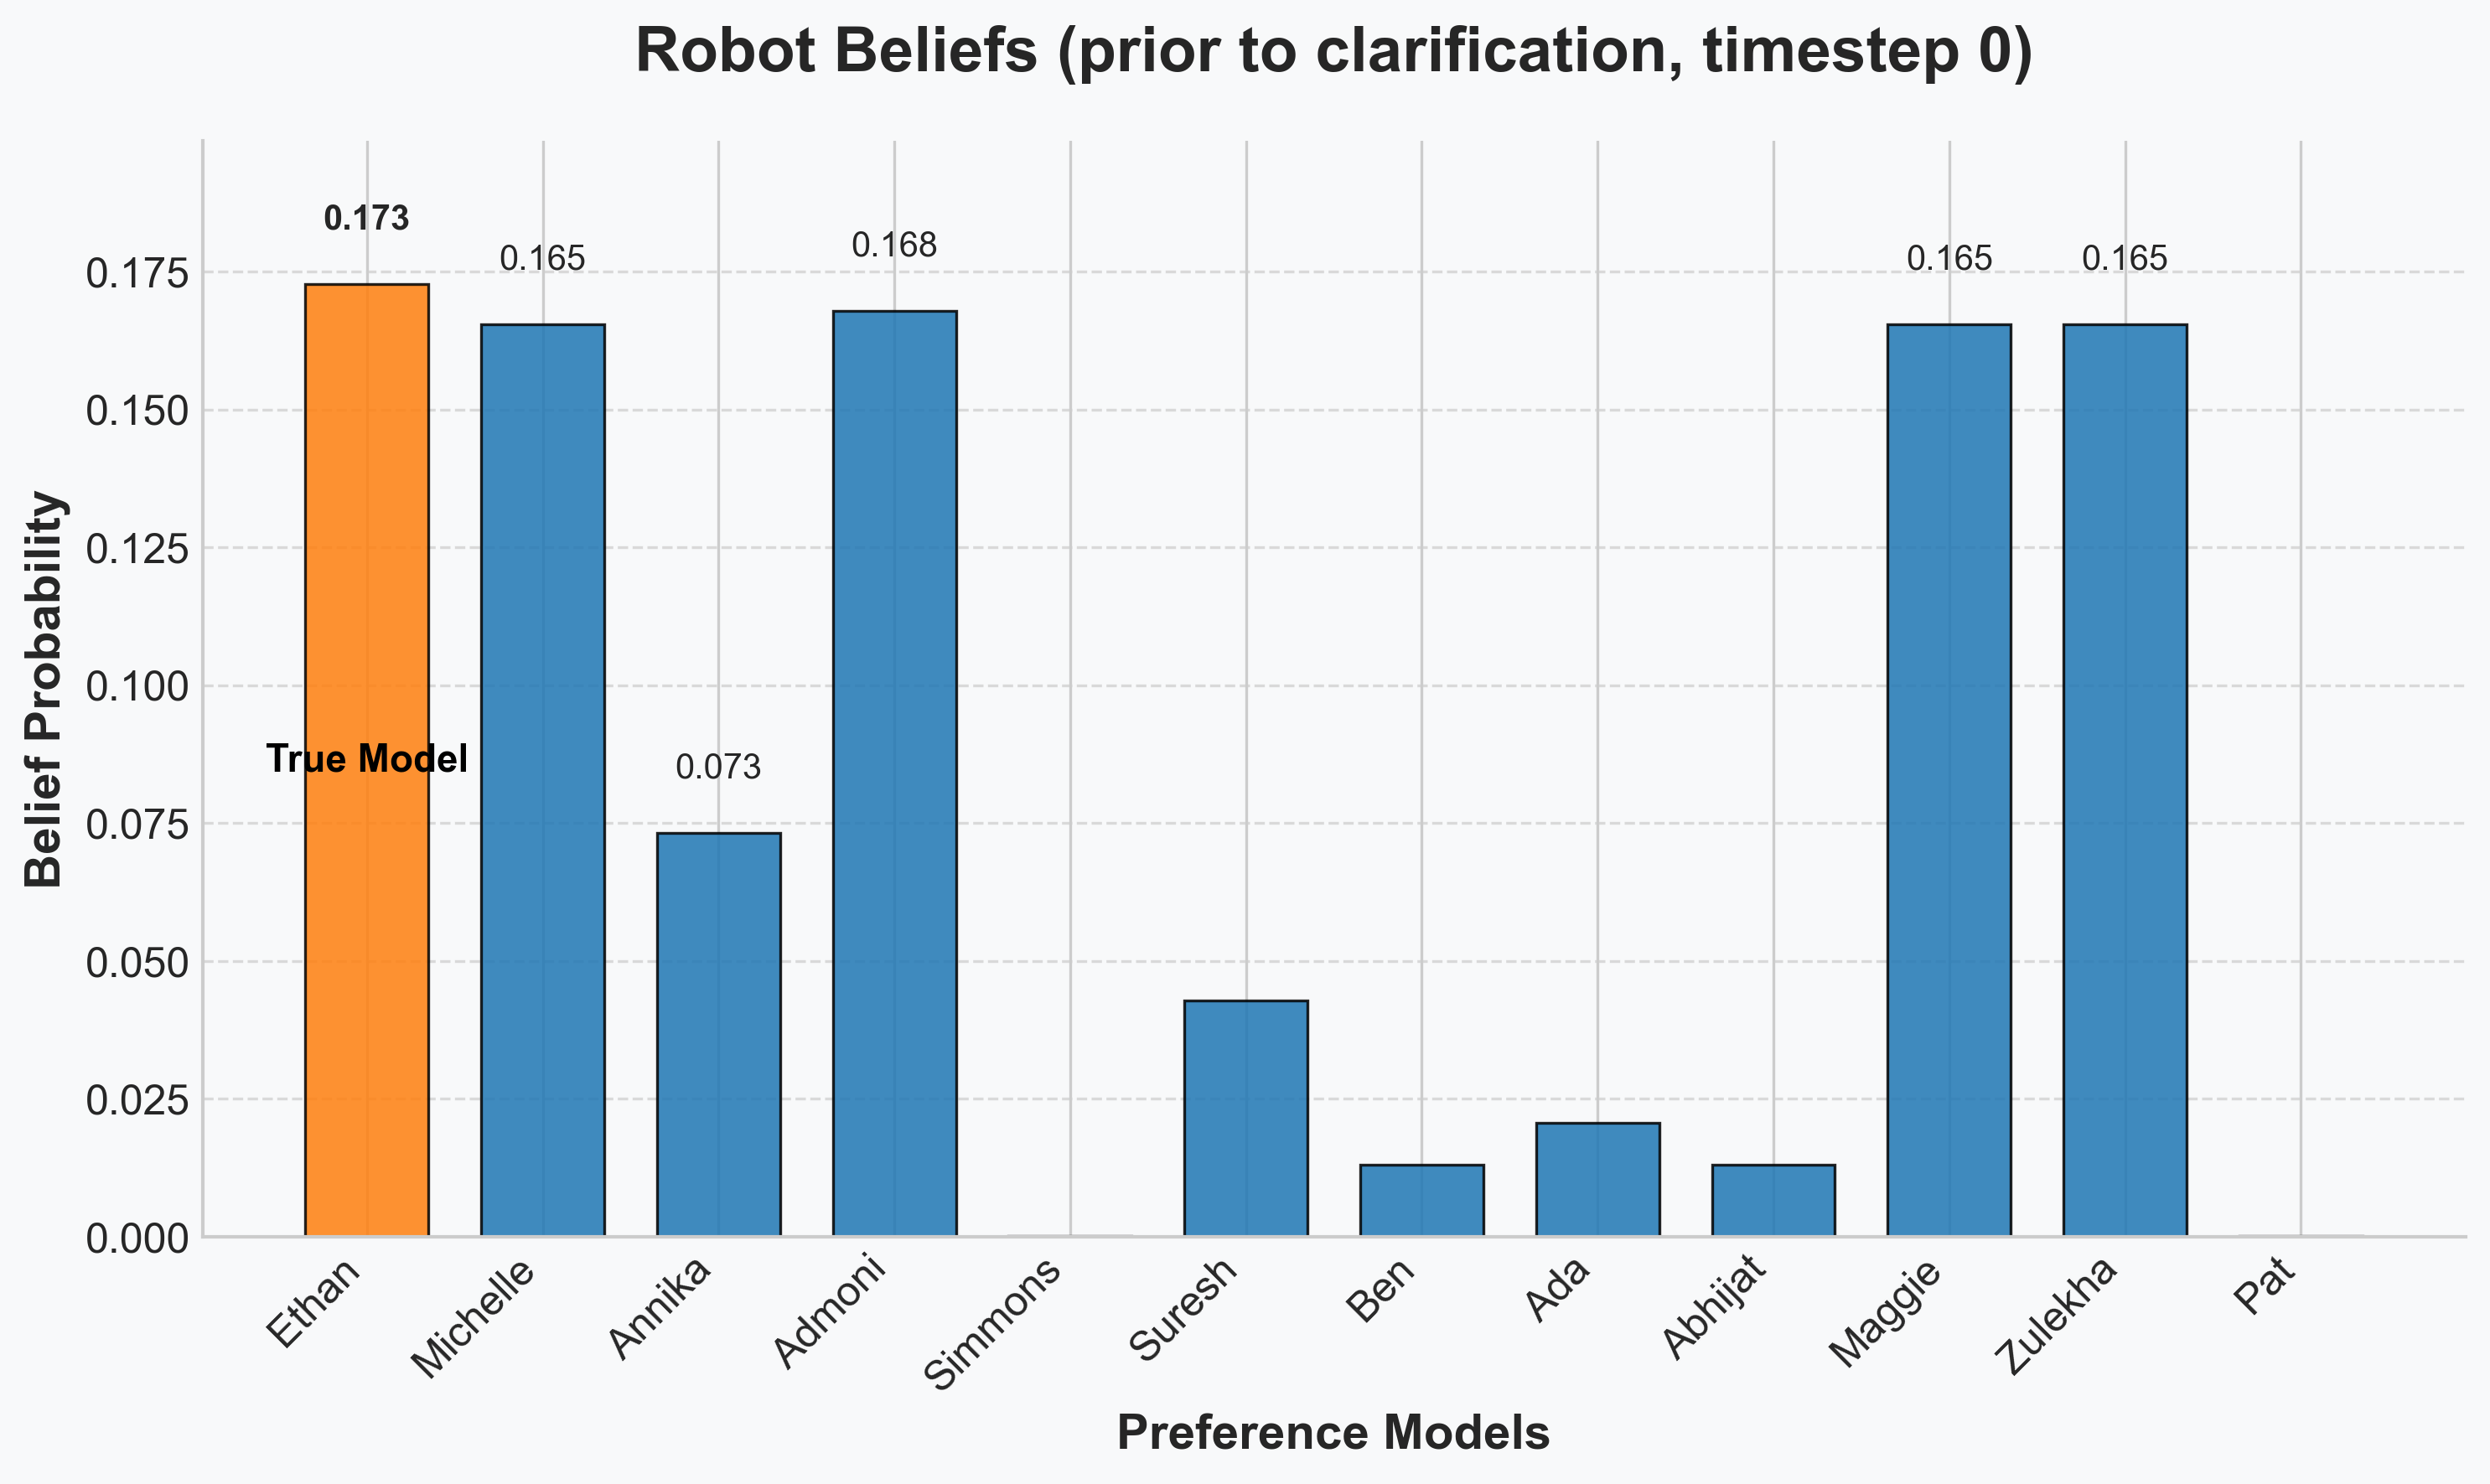 Robot Beliefs (prior to clarification, timestep 0)
Belief Probability
0.175
0.150
0.125
0.100
0.075
0.050
0.025
0.000
0.173
0.165
0.073
0.168
0.165
0.165
True Model
Ethan
Michelle
Annika
Admoni
Simmons
Suresh
Ben
Ada
Abhijat
Maggie
Zulekha
Pat
Preference Models